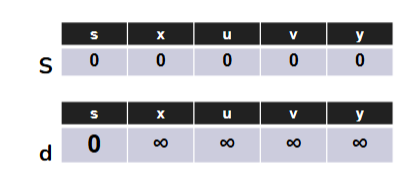 s x u v y
S 0 0 0 0 0
s x u v y
d 0 ∞ ∞ ∞ ∞